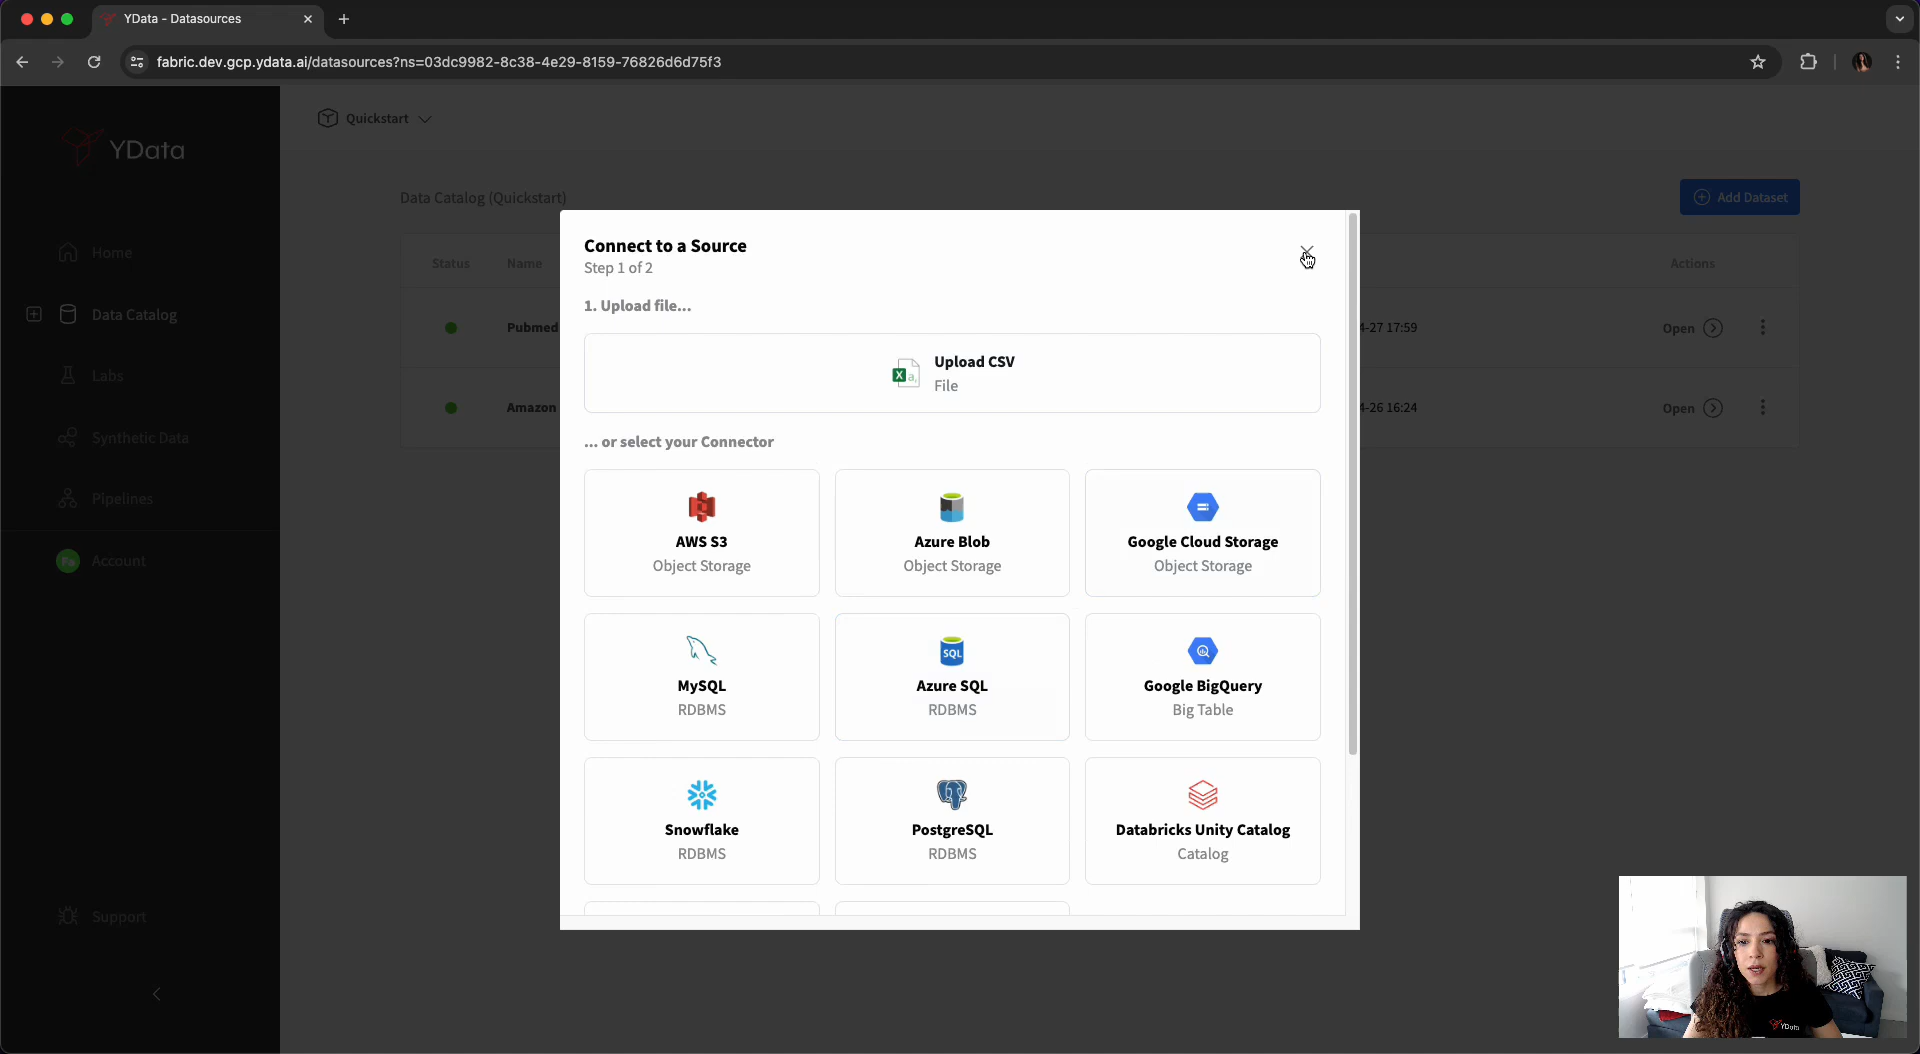 YData - Datasources
fabric.dev.gcp.ydata.ai/datasources?ns=03dc9982-8c38-4e29-8159-76826d6d75f3
YData
Quickstart
Home
Data Catalog
Labs
Synthetic Data
Pipelines
Pa Account
Support
Data Catalog (Quickstart)
Add Dataset
Status Name Actions
Pubmed 4-27 17:59 Open
Amazon 4-26 16:24 Open
Connect to a Source
Step 1 of 2
1. Upload file...
X a,
Upload CSV
File
... or select your Connector
AWS S3
Object Storage
Azure Blob
Object Storage
Google Cloud Storage
Object Storage
MySQL
RDBMS
SQL
Azure SQL
RDBMS
Google BigQuery
Big Table
Snowflake
RDBMS
PostgreSQL
RDBMS
Databricks Unity Catalog
Catalog
YData